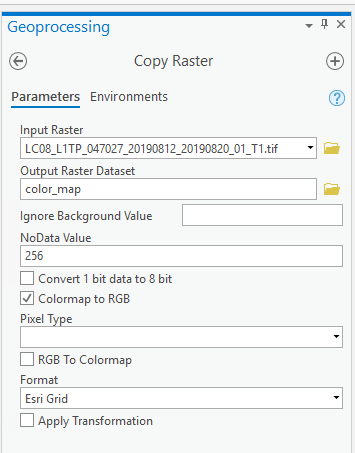 Geoprocessing
Copy Raster
Parameters Environments
Input Raster
LC08_L1TP_047027_20190812_20190820_01_T1.tif
Output Raster Dataset
color_map
Ignore Background Value
NoData Value
256
Convert 1 bit data to 8 bit
Colormap to RGB
Pixel Type
RGB To Colormap
Format
Esri Grid
Apply Transformation